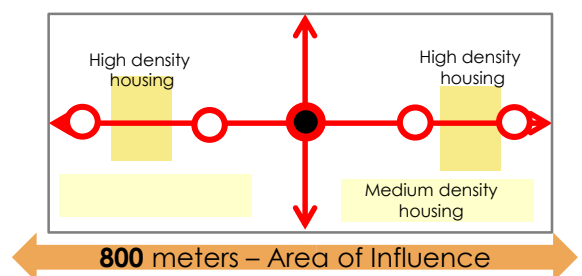 High density
housing
High density
housing
Medium density
housing
800 meters – Area of Influence